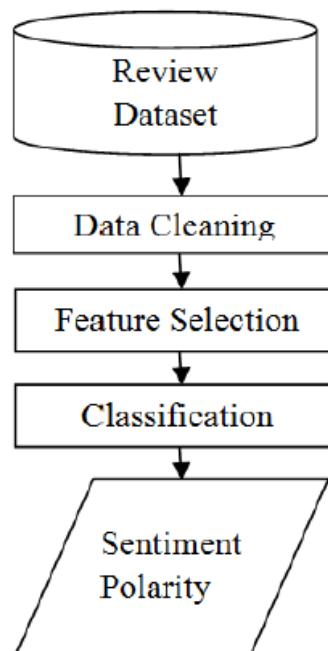 Review
Dataset
Data Cleaning
Feature Selection
Classification
Sentiment
Polarity